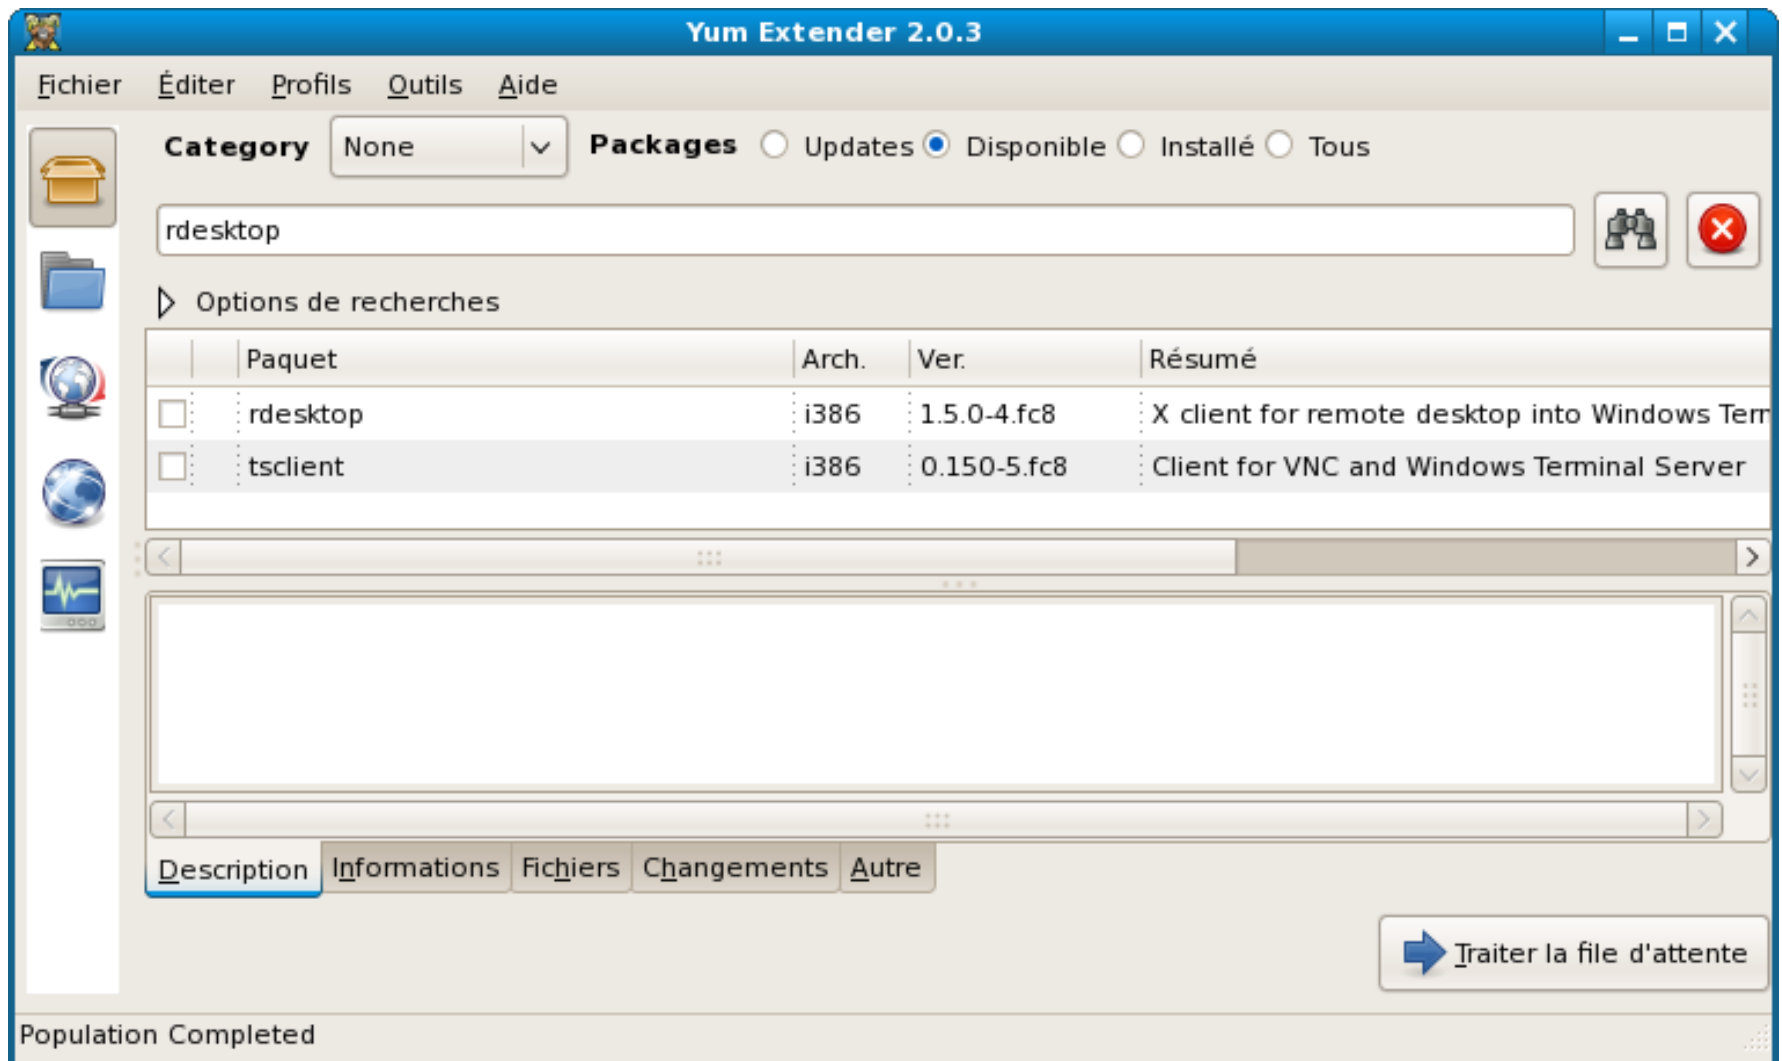 Yum Extender 2.0.3
Fichier Éditer Profils Outils Aide
Category None Packages Updates Disponible Installé Tous
rdesktop
Options de recherches
Paquet Arch. Ver. Résumé
rdesktop i386 1.5.0-4.fc8 X client for remote desktop into Windows Term
tsclient i386 0.150-5.fc8 Client for VNC and Windows Terminal Server
Description Informations Fichiers Changements Autre
Traiter la file d'attente
Population Completed